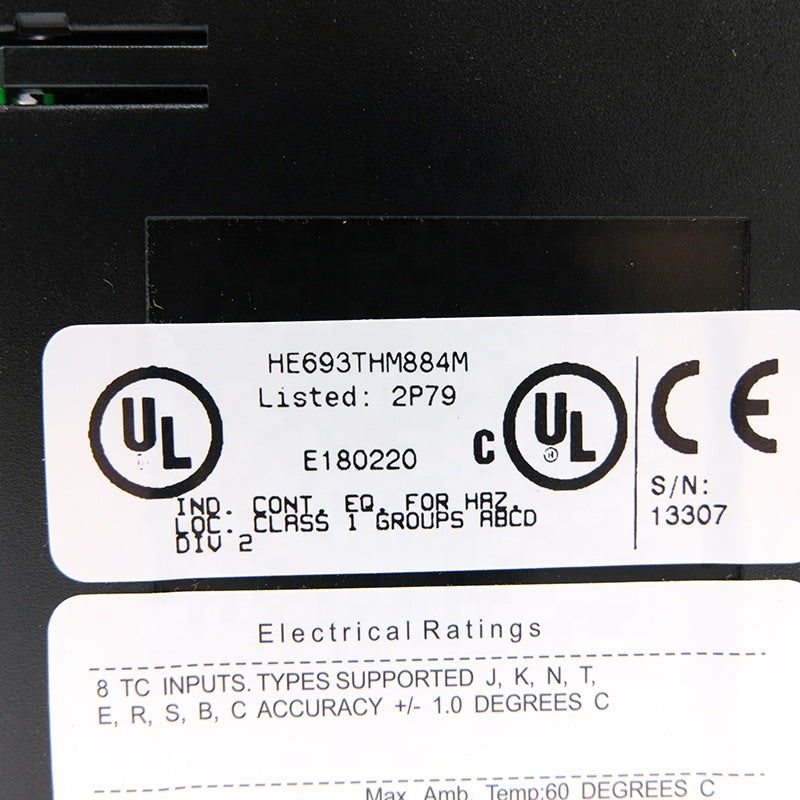 HE693THM884M
Listed: 2P79
UL
E180220
C UL
CE
IND. CONT. EQ. FOR HAZ.
LOC. CLASS 1 GROUPS ABCD
DIV 2
S/N:
13307
Electrical Ratings
8 TC INPUTS. TYPES SUPPORTED J, K, N, T,
E, R, S, B, C ACCURACY +/- 1.0 DEGREES C
Max. Amb. Temp:60 DEGREES C